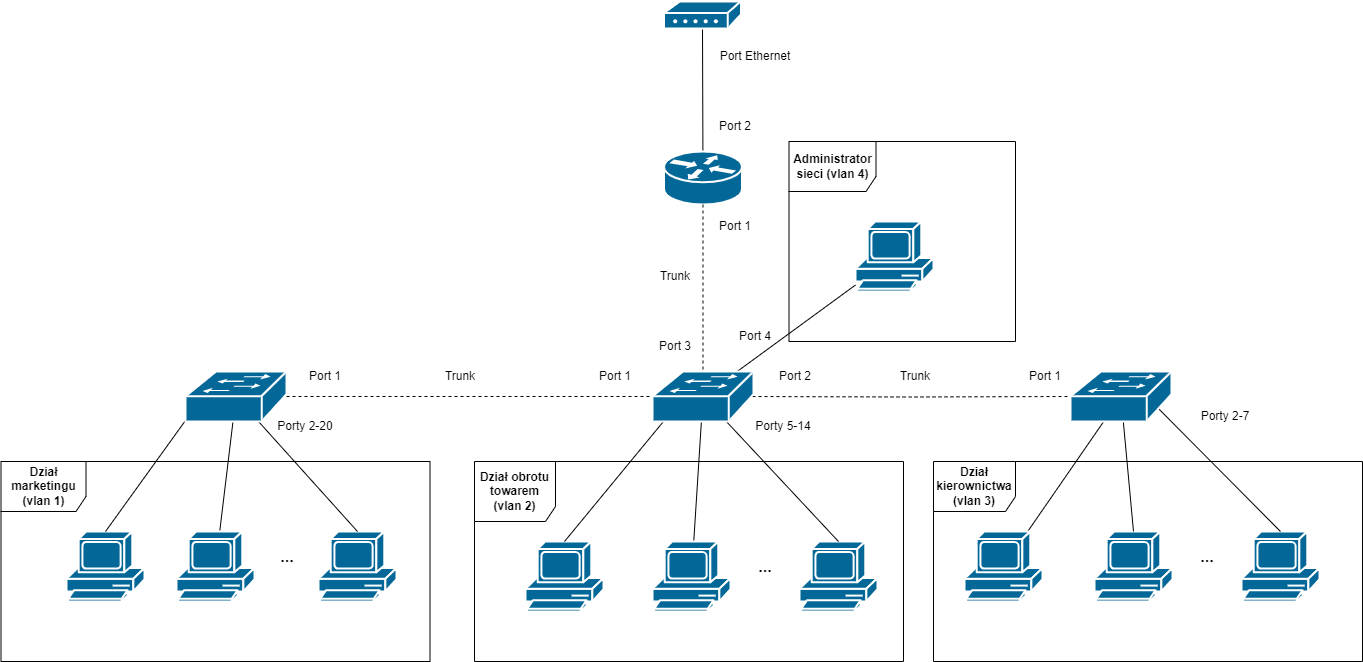 Port Ethernet
Port 2
Administrator
sieci (vlan 4)
Port 1
Trunk
Port 4
Port 3
Port 1
Trunk
Port 1
Port 2
Trunk
Port 1
Porty 2-20
Porty 5-14
Porty 2-7
Dział
marketingu
(vlan 1)
...
Dział obrotu
towarem
(vlan 2)
...
Dział
kierownictwa
(vlan 3)
...